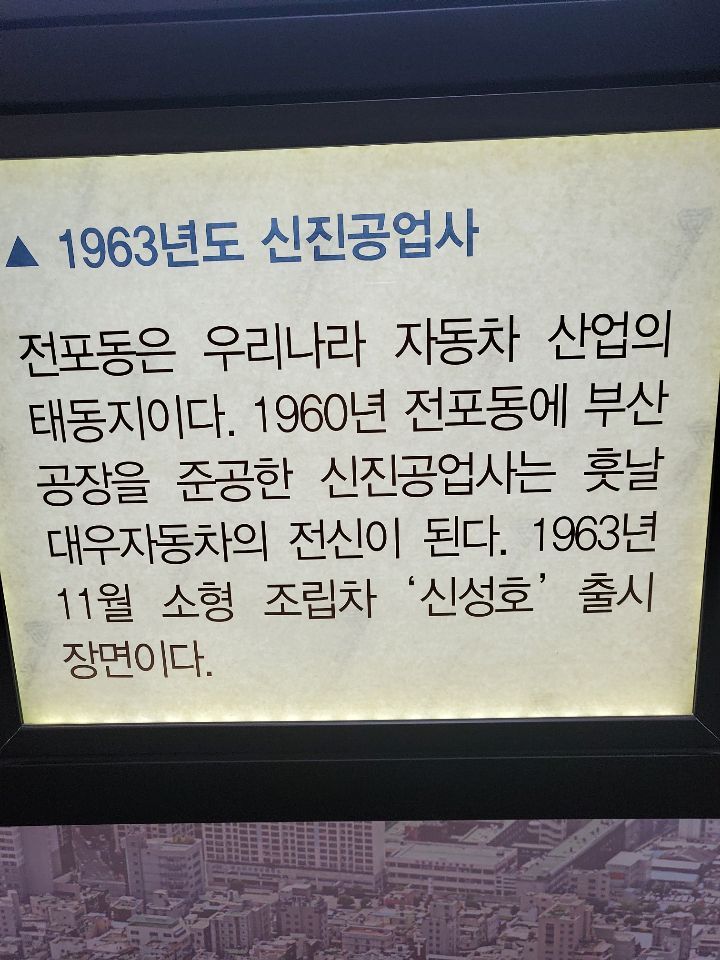 ▲ 1963년도 신진공업사
전포동은 우리나라 자동차 산업의
태동지이다. 1960년 전포동에 부산
공장을 준공한 신진공업사는 훗날
대우자동차의 전신이 된다. 1963년
11월 소형 조립차 ‘신성호’ 출시
장면이다.